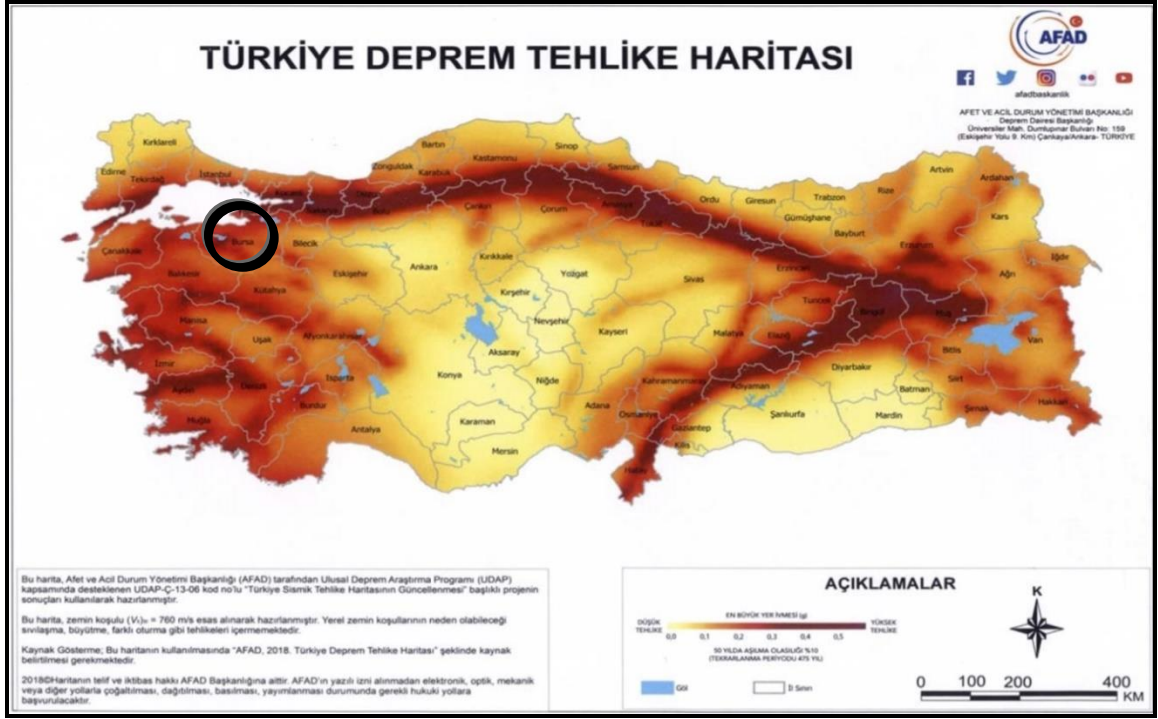 TÜRKİYE DEPREM TEHLİKE HARİTASI
AFAD
afadbaskanlik
AFET VE ACİL DURUM YÖNETİMİ BAŞKANLIĞI
Deprem Dairesi Başkanlığı
Üniversiteler Mah. Dumlupınar Bulvarı No: 159
(Eskişehir Yolu 9. Km) Çankaya/Ankara- TÜRKİYE
Kırklareli
Edirne
Tekirdağ
İstanbul
Kocaeli
Sakarya
Düzce
Bolu
Zonguldak
Bartın
Karabük
Kastamonu
Sinop
Samsun
Çankırı
Çorum
Amasya
Tokat
Ordu
Giresun
Trabzon
Rize
Artvin
Ardahan
Gümüşhane
Bayburt
Kars
Erzurum
Iğdır
Ağrı
Çanakkale
Bursa
Bilecik
Balıkesir
Kütahya
Eskişehir
Ankara
Kırıkkale
Yozgat
Sivas
Erzincan
Kırşehir
Nevşehir
Kayseri
Tunceli
Bingöl
Muş
Van
Manisa
Uşak
Afyonkarahisar
Aksaray
Malatya
Elazığ
Bitlis
İzmir
Aydın
Denizli
Isparta
Konya
Niğde
Kahramanmaraş
Adıyaman
Diyarbakır
Batman
Siirt
Hakkari
Şırnak
Muğla
Burdur
Antalya
Karaman
Mersin
Adana
Osmaniye
Gaziantep
Kilis
Şanlıurfa
Mardin
Hatay
Bu harita, Afet ve Acil Durum Yönetimi Başkanlığı (AFAD) tarafından Ulusal Deprem Araştırma Programı (UDAP)
kapsamında desteklenen UDAP-Ç-13-06 kod no'lu "Türkiye Sismik Tehlike Haritasının Güncellenmesi" başlıklı projenin
sonuçları kullanılarak hazırlanmıştır.
Bu harita, zemin koşulu (Vs)30 = 760 m/s esas alınarak hazırlanmıştır. Yerel zemin koşullarının neden olabileceği
sıvılaşma, büyütme, farklı oturma gibi tehlikeleri içermemektedir.
Kaynak Gösterme; Bu haritanın kullanılmasında "AFAD, 2018. Türkiye Deprem Tehlike Haritası" şeklinde kaynak
belirtilmesi gerekmektedir.
2018©Haritanın telif ve iktibas hakkı AFAD Başkanlığına aittir. AFAD'ın yazılı izni alınmadan elektronik, optik, mekanik
veya diğer yollarla çoğaltılması, dağıtılması, basılması, yayımlanması durumunda gerekli hukuki yollara
başvurulacaktır.
AÇIKLAMALAR
EN BÜYÜK YER İVMESİ (g)
DÜŞÜK TEHLİKE
YÜKSEK TEHLİKE
0,0 0,1 0,2 0,3 0,4 0,5
50 YILDA AŞILMA OLASILIĞI %10
(TEKRARLANMA PERİYODU 475 YIL)
Göl
İl Sınırı
K
0 100 200 400
KM